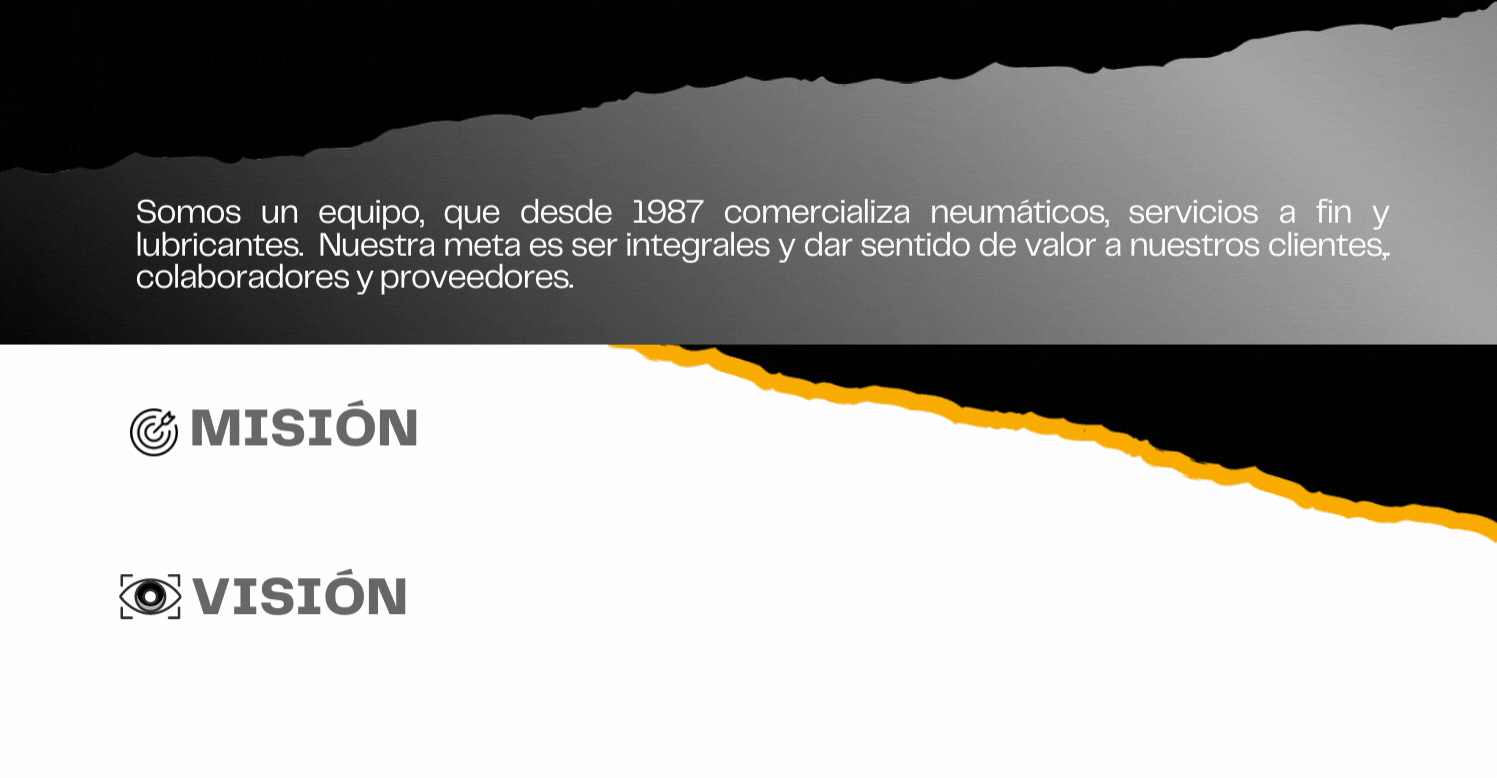 Somos un equipo, que desde 1987 comercializa neumáticos, servicios a fin y
lubricantes. Nuestra meta es ser integrales y dar sentido de valor a nuestros clientes,.
colaboradores y proveedores.
MISIÓN
VISIÓN